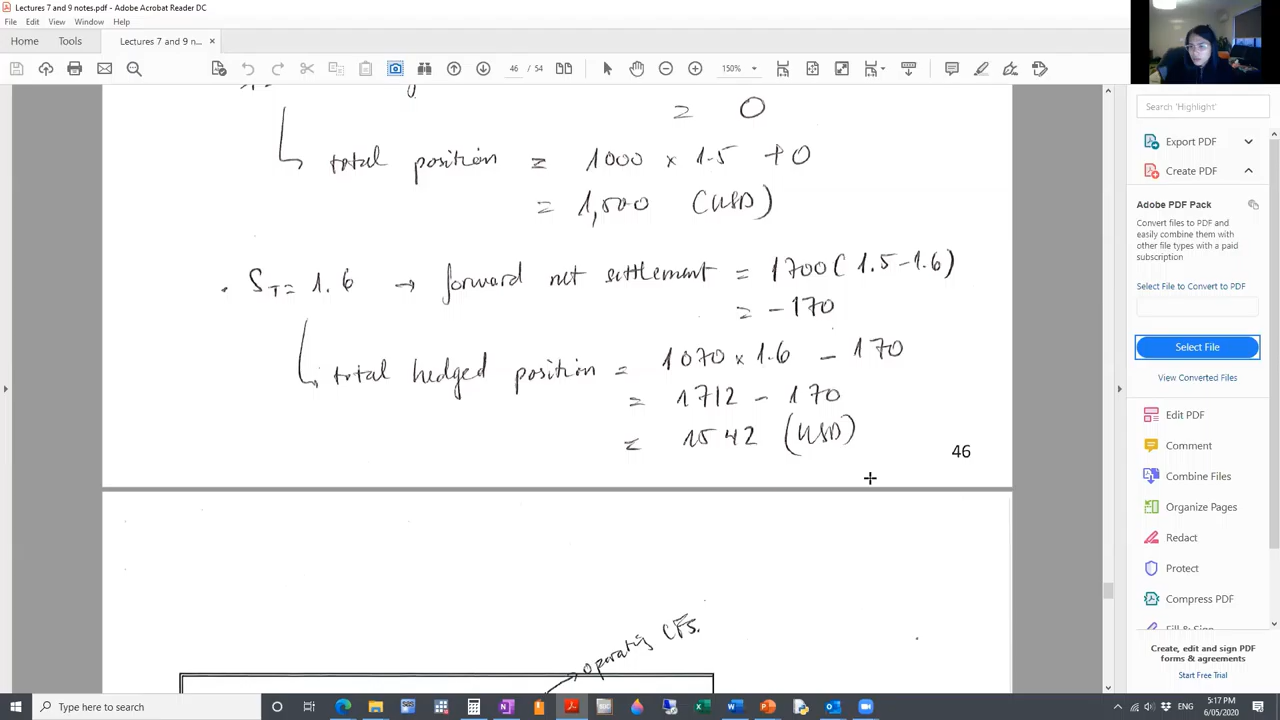 Lectures 7 and 9 notes.pdf - Adobe Acrobat Reader DC
File Edit View Window Help
Home Tools Lectures 7 and 9 n... ×
46 / 54 150%
= 0
total position = 1000 × 1.5 + 0
= 1,500 (USD)
. S_T = 1.6 → forward net settlement = 1700 (1.5 - 1.6)
= - 170
total hedged position = 1070 × 1.6 - 170
= 1712 - 170
= 1542 (USD)
46
operating CFs.
Search 'Highlight'
Export PDF
Create PDF
Adobe PDF Pack
Convert files to PDF and
easily combine them with
other file types with a paid
subscription
Select File to Convert to PDF
Select File
View Converted Files
Edit PDF
Comment
Combine Files
Organize Pages
Redact
Protect
Compress PDF
Fill & Sign
Create, edit and sign PDF
forms & agreements
Start Free Trial
Type here to search
ENG
5:17 PM
6/05/2020